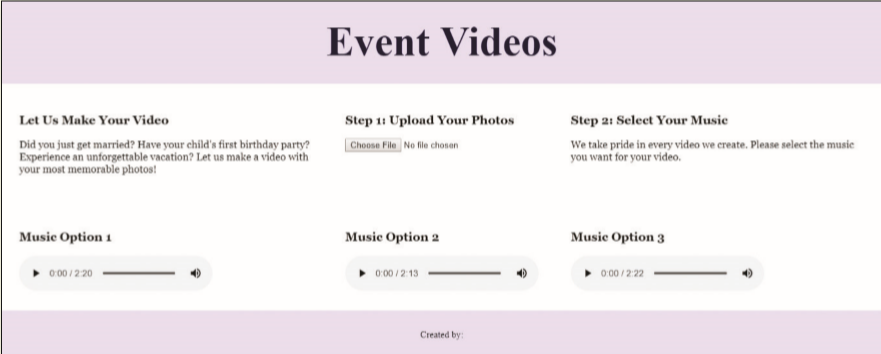 Event Videos
Let Us Make Your Video
Did you just get married? Have your child's first birthday party?
Experience an unforgettable vacation? Let us make a video with
your most memorable photos!
Step 1: Upload Your Photos
Choose File No file chosen
Step 2: Select Your Music
We take pride in every video we create. Please select the music
you want for your video.
Music Option 1
0:00 / 2:20
Music Option 2
0:00 / 2:13
Music Option 3
0:00 / 2:22
Created by: